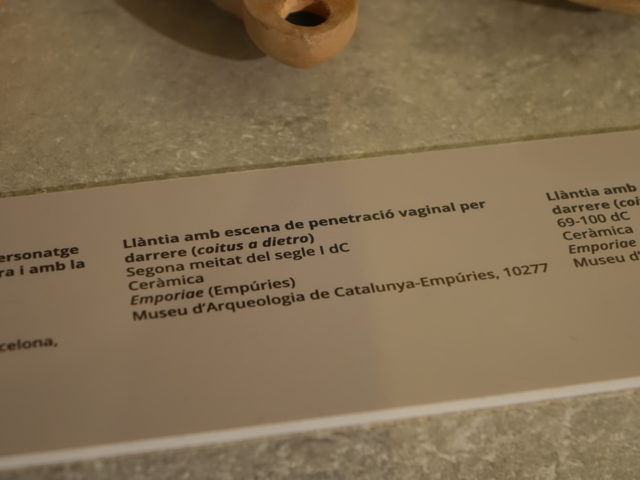 ersonatge
ra i amb la
celona,
Llàntia amb escena de penetració vaginal per
darrere (coitus a dietro)
Segona meitat del segle I dC
Ceràmica
Emporiae (Empúries)
Museu d'Arqueologia de Catalunya-Empúries, 10277
Llàntia amb
darrere (coi
69-100 dC
Ceràmica
Emporiae
Museu d'